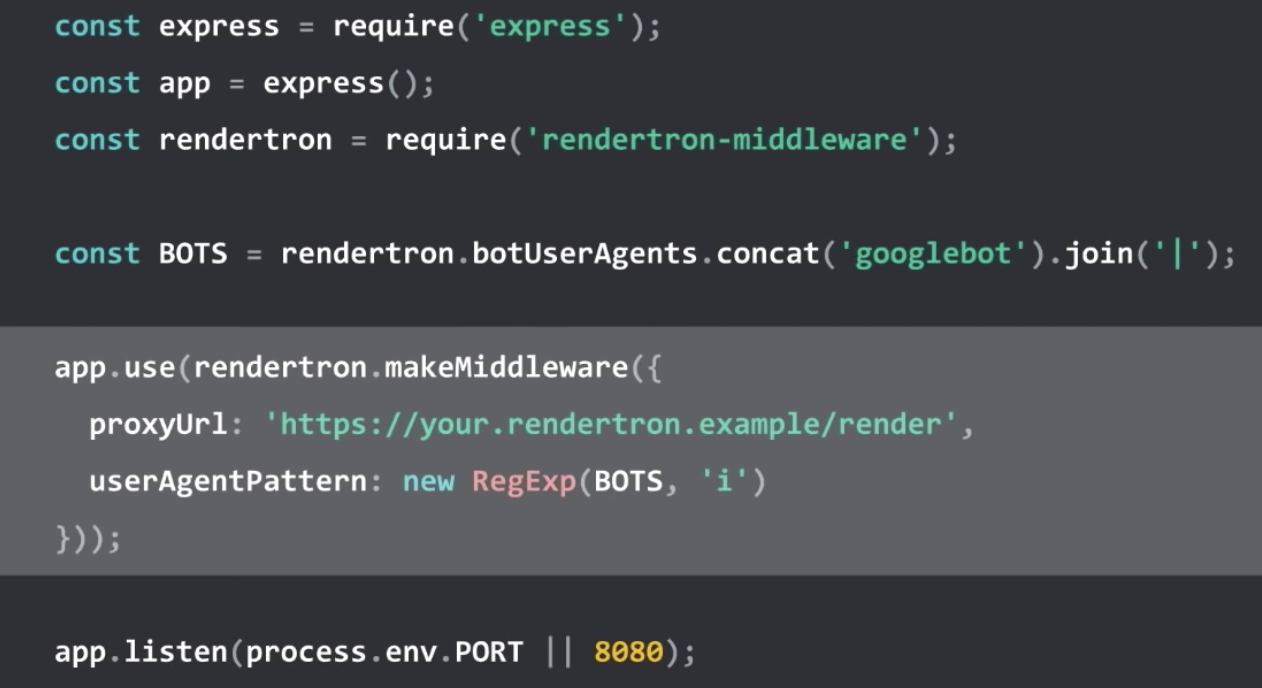 const express = require('express');
const app = express();
const rendertron = require('rendertron-middleware');
const BOTS = rendertron.botUserAgents.concat('googlebot').join('|');
app.use(rendertron.makeMiddleware({
proxyUrl: 'https://your.rendertron.example/render',
userAgentPattern: new RegExp(BOTS, 'i')
}));
app.listen(process.env.PORT || 8080);